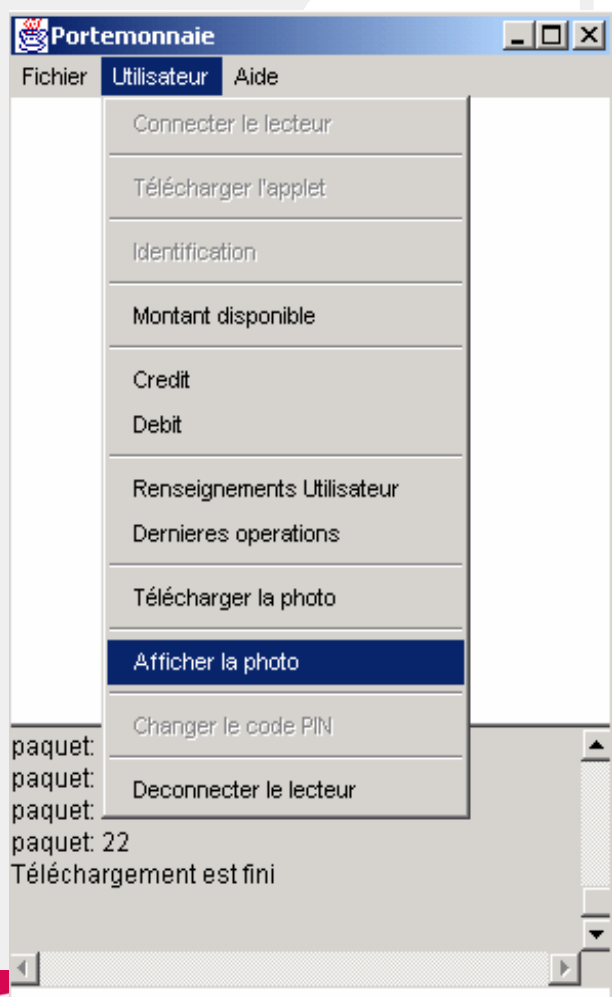 Portemonnaie
Fichier Utilisateur Aide
Connecter le lecteur
Télécharger l'applet
Identification
Montant disponible
Credit
Debit
Renseignements Utilisateur
Dernieres operations
Télécharger la photo
Afficher la photo
Changer le code PIN
Deconnecter le lecteur
paquet:
paquet:
paquet:
paquet: 22
Téléchargement est fini